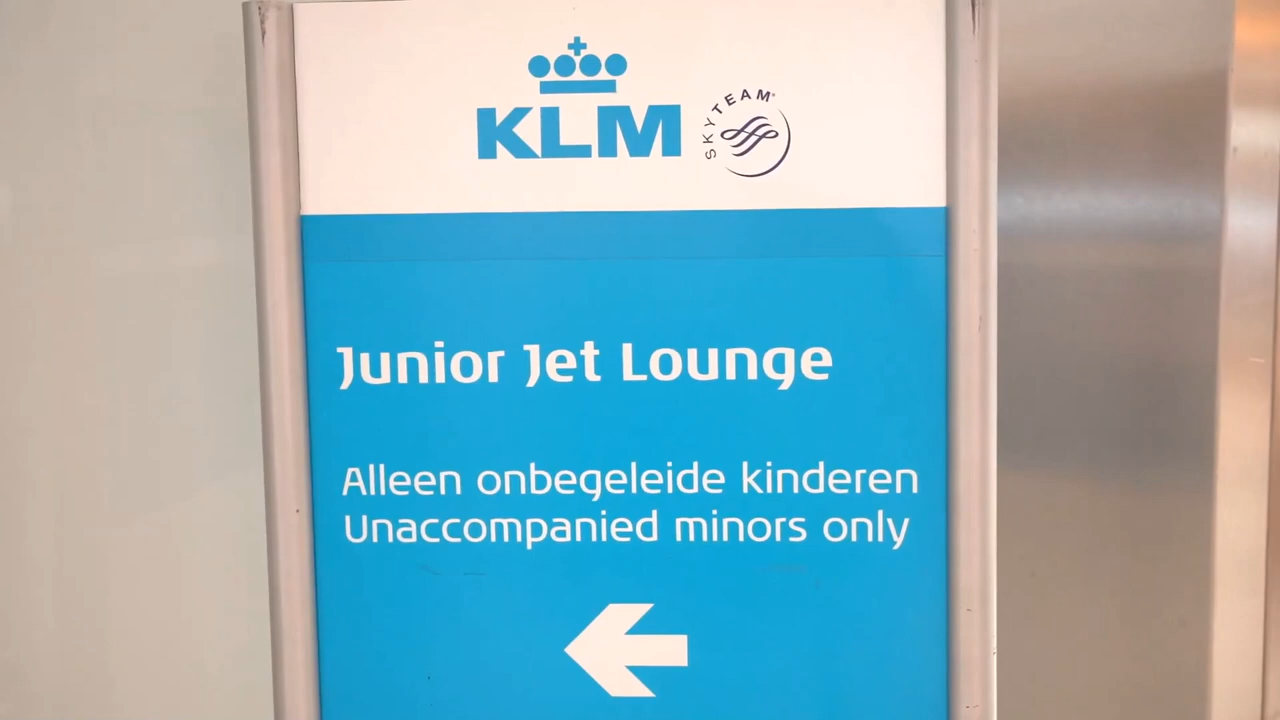 KLM
SKYTEAM
Junior Jet Lounge
Alleen onbegeleide kinderen
Unaccompanied minors only